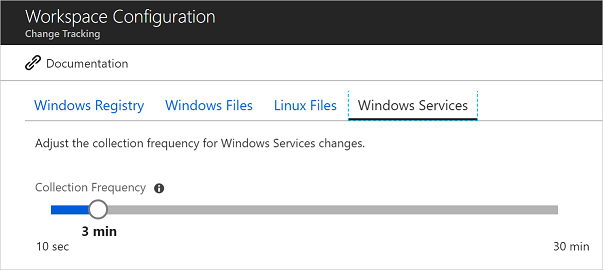 Workspace Configuration
Change Tracking
Documentation
Windows Registry Windows Files Linux Files Windows Services
Adjust the collection frequency for Windows Services changes.
Collection Frequency
3 min
10 sec 30 min